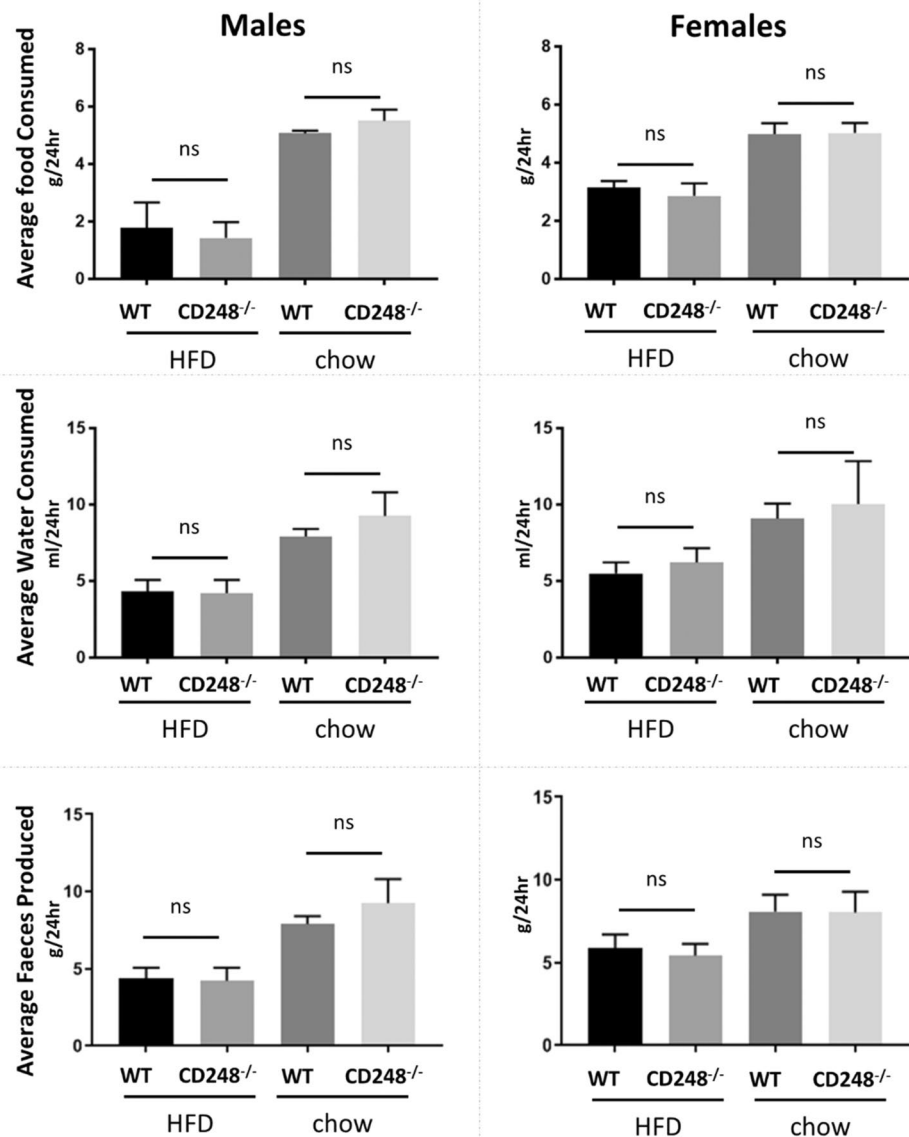 Males
Average food Consumed
g/24hr
8
6
4
2
0
ns
ns
WT CD248-/- WT CD248-/-
HFD chow
Females
g/24hr
8
6
4
2
0
ns
ns
WT CD248-/- WT CD248-/-
HFD chow
Average Water Consumed
ml/24hr
15
10
5
0
ns
ns
WT CD248-/- WT CD248-/-
HFD chow
ml/24hr
15
10
5
0
ns
ns
WT CD248-/- WT CD248-/-
HFD chow
Average Faeces Produced
g/24hr
15
10
5
0
ns
ns
WT CD248-/- WT CD248-/-
HFD chow
g/24hr
15
10
5
0
ns
ns
WT CD248-/- WT CD248-/-
HFD chow